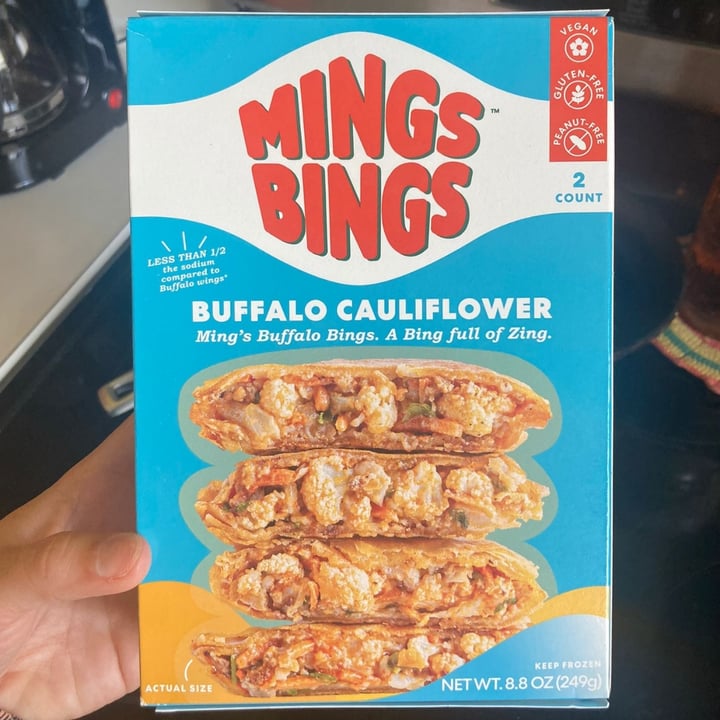 VEGAN
GLUTEN-FREE
PEANUT-FREE
MINGS™
BINGS
2
COUNT
LESS THAN 1/2
the sodium
compared to
Buffalo wings*
BUFFALO CAULIFLOWER
Ming's Buffalo Bings. A Bing full of Zing.
ACTUAL SIZE
KEEP FROZEN
NET WT. 8.8 OZ (249g)